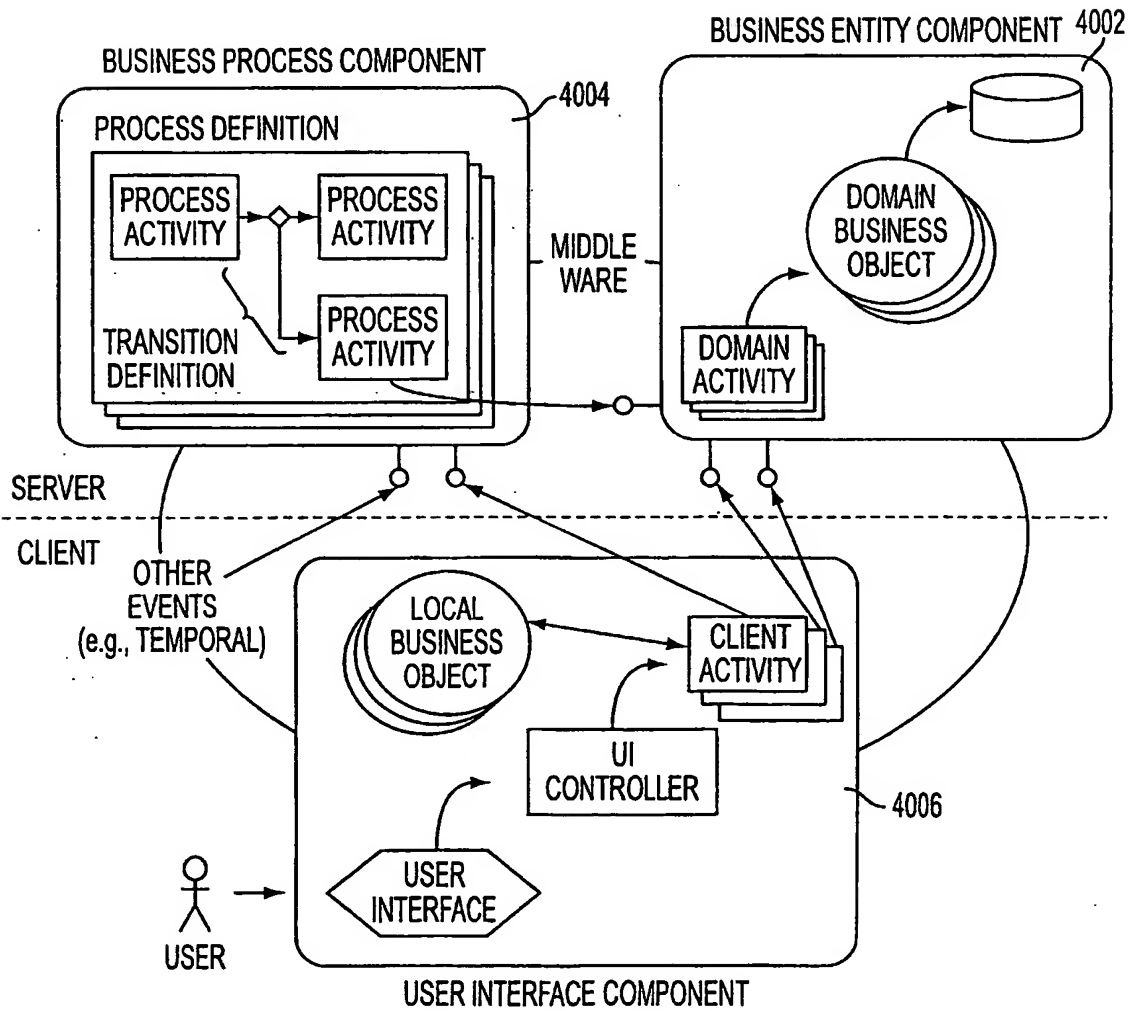 BUSINESS ENTITY COMPONENT 4002
BUSINESS PROCESS COMPONENT
4004
PROCESS DEFINITION
PROCESS
ACTIVITY
PROCESS
ACTIVITY
PROCESS
ACTIVITY
TRANSITION
DEFINITION
MIDDLE
WARE
DOMAIN
BUSINESS
OBJECT
DOMAIN
ACTIVITY
SERVER
CLIENT
OTHER
EVENTS
(e.g., TEMPORAL)
LOCAL
BUSINESS
OBJECT
CLIENT
ACTIVITY
UI
CONTROLLER
4006
USER
INTERFACE
USER
USER INTERFACE COMPONENT